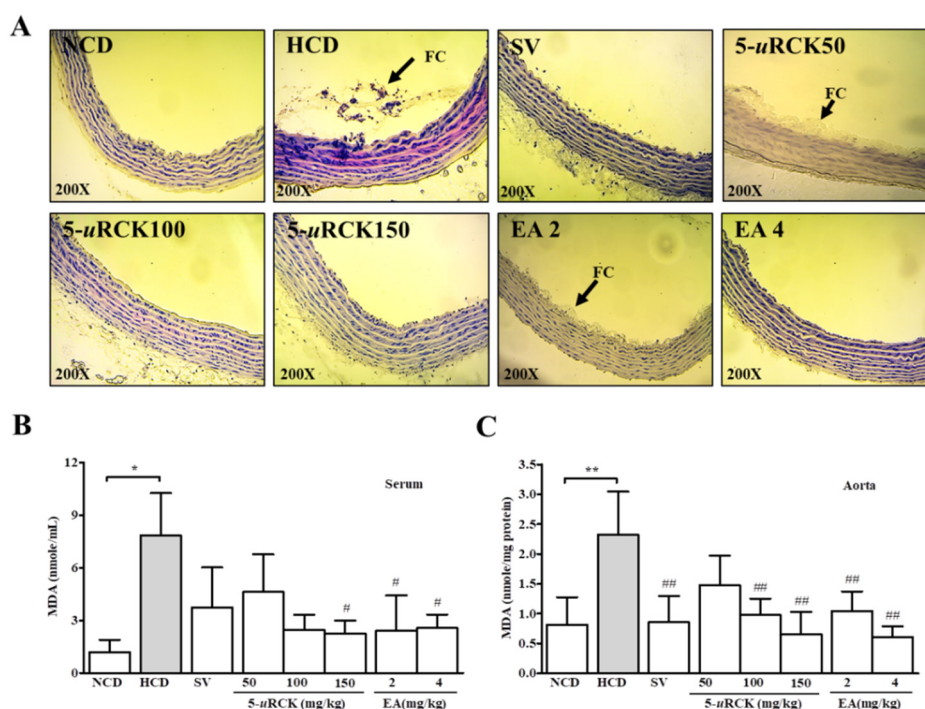 A
NCD
200X
HCD
FC
200X
SV
200X
5-uRCK50
FC
200X
5-uRCK100
200X
5-uRCK150
200X
EA 2
FC
200X
EA 4
200X
B
MDA (nmole/mL)
12
9
6
3
0
*
Serum
#
#
#
NCD HCD SV 50 100 150 2 4
5-uRCK (mg/kg) EA(mg/kg)
C
MDA (nmole/mg protein)
3.5
3.0
2.5
2.0
1.5
1.0
0.5
0.0
**
Aorta
##
##
##
##
##
NCD HCD SV 50 100 150 2 4
5-uRCK (mg/kg) EA(mg/kg)